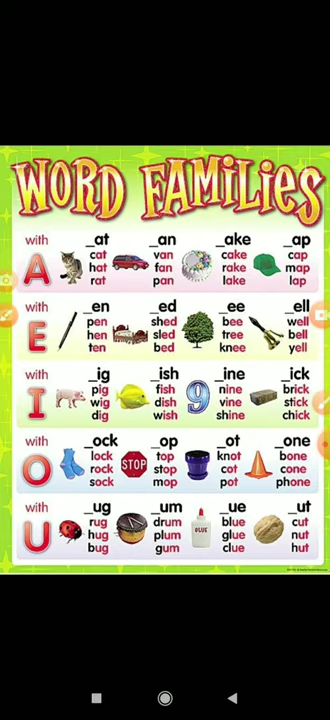 WORD FAMILIES
with A
_at _an _ake _ap
cat van cake cap
hat fan rake map
rat pan lake lap
with E
_en _ed _ee _ell
pen shed bee well
hen sled tree bell
ten bed knee yell
with I
_ig _ish _ine _ick
pig fish nine brick
wig dish vine stick
dig wish 9 shine chick
with O
_ock _op _ot _one
lock top knot bone
rock STOP stop cot cone
sock mop pot phone
with U
_ug _um _ue _ut
rug drum blue cut
hug plum GLUE glue nut
bug gum clue hut